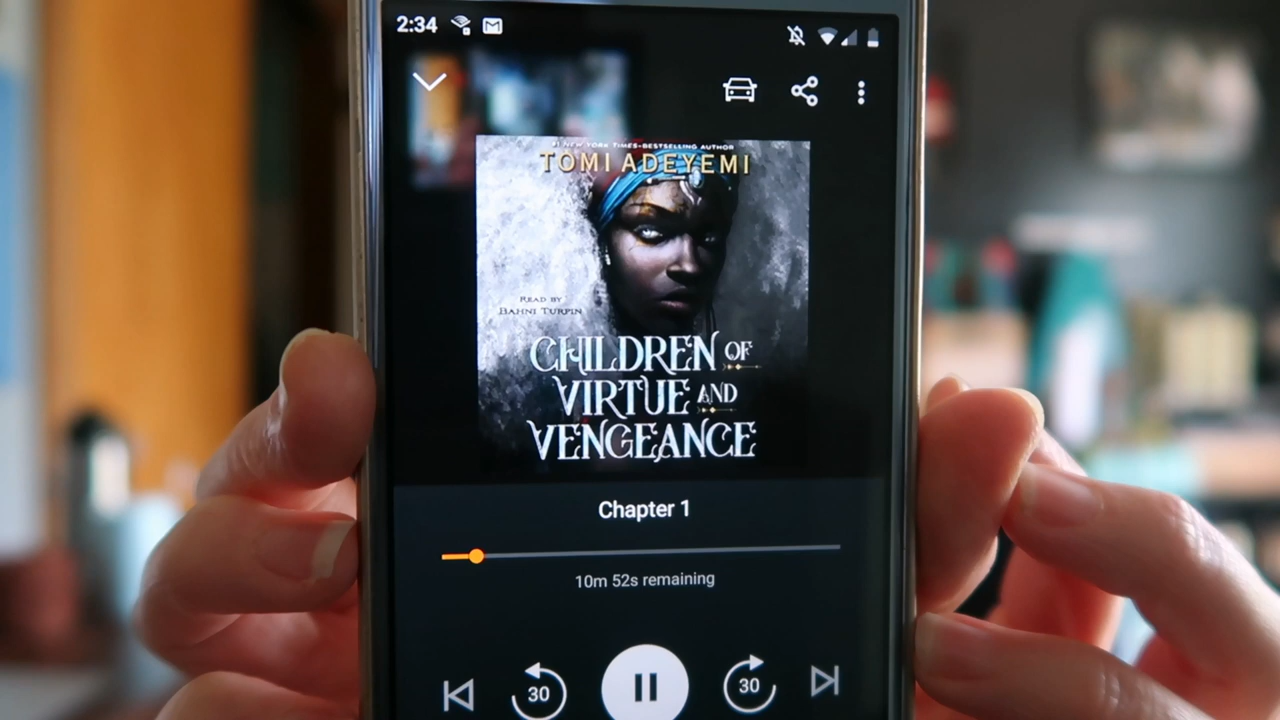 2:34
#1 NEW YORK TIMES-BESTSELLING AUTHOR
TOMI ADEYEMI
READ BY
BAHNI TURPIN
CHILDREN OF
VIRTUE AND
VENGEANCE
Chapter 1
10m 52s remaining
30
30